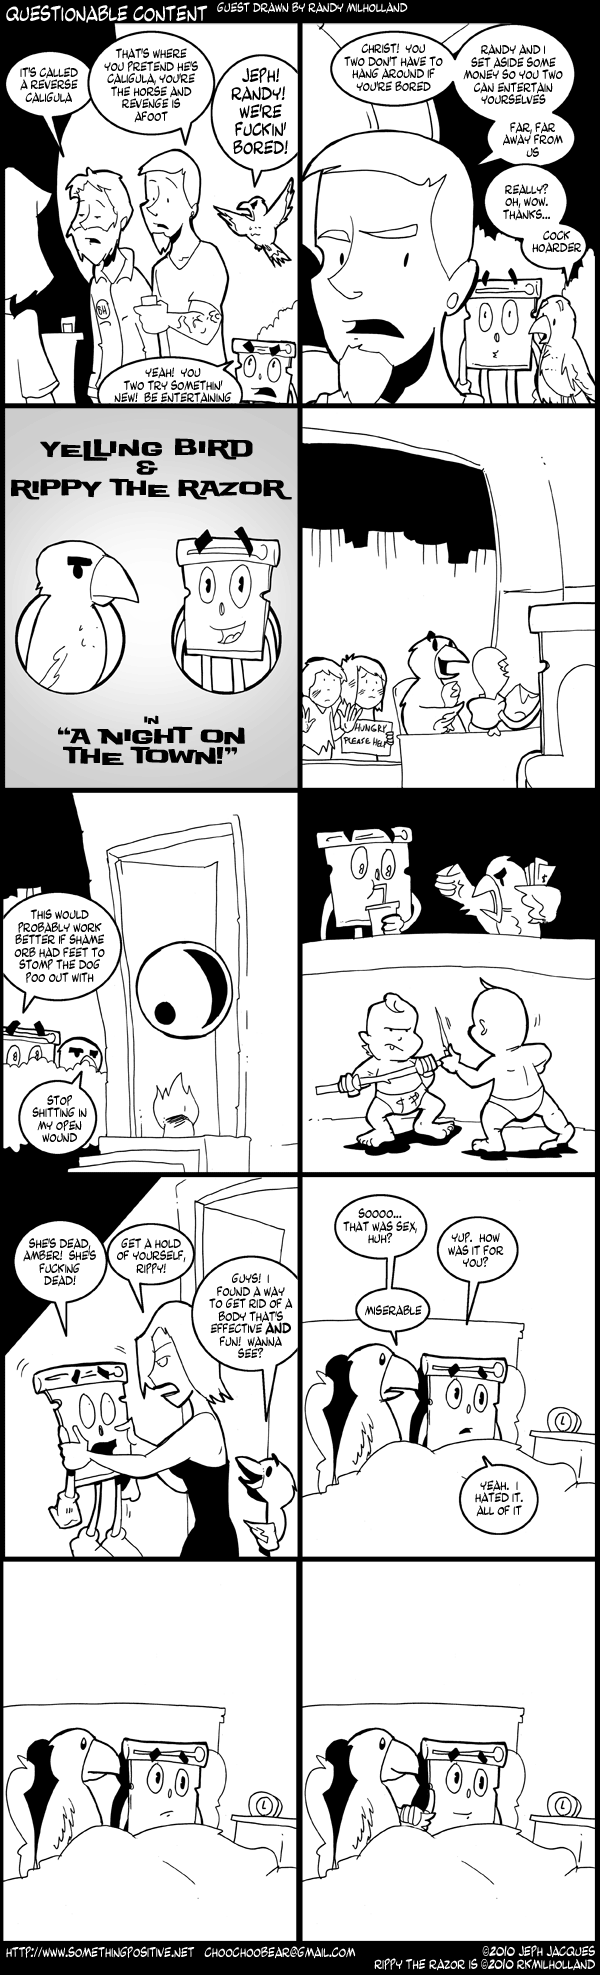 QUESTIONABLE CONTENT GUEST DRAWN BY RANDY MILHOLLAND
IT'S CALLED
A REVERSE
CALIGULA
THAT'S WHERE
YOU PRETEND HE'S
CALIGULA, YOU'RE
THE HORSE AND
REVENGE IS
AFOOT
JEPH!
RANDY!
WE'RE
FUCKIN'
BORED!
BH
YEAH! YOU
TWO TRY SOMETHIN'
NEW! BE ENTERTAINING
CHRIST! YOU
TWO DON'T HAVE TO
HANG AROUND IF
YOU'RE BORED
RANDY AND I
SET ASIDE SOME
MONEY SO YOU TWO
CAN ENTERTAIN
YOURSELVES
FAR, FAR
AWAY FROM
US
REALLY?
OH, WOW.
THANKS...
COCK
HOARDER
YELLING BIRD
&
RIPPY THE RAZOR
IN
"A NIGHT ON
THE TOWN!"
HUNGRY
PLEASE HELP
THIS WOULD
PROBABLY WORK
BETTER IF SHAME
ORB HAD FEET TO
STOMP THE DOG
POO OUT WITH
STOP
SHITTING IN
MY OPEN
WOUND
SHE'S DEAD,
AMBER! SHE'S
FUCKING
DEAD!
GET A HOLD
OF YOURSELF,
RIPPY!
GUYS! I
FOUND A WAY
TO GET RID OF A
BODY THAT'S
EFFECTIVE AND
FUN! WANNA
SEE?
SOOOO...
THAT WAS SEX,
HUH?
YUP. HOW
WAS IT FOR
YOU?
MISERABLE
YEAH. I
HATED IT.
ALL OF IT
HTTP://WWW.SOMETHINGPOSITIVE.NET CHOOCHOOBEAR@GMAIL.COM
©2010 JEPH JACQUES
RIPPY THE RAZOR IS ©2010 RKMILHOLLAND